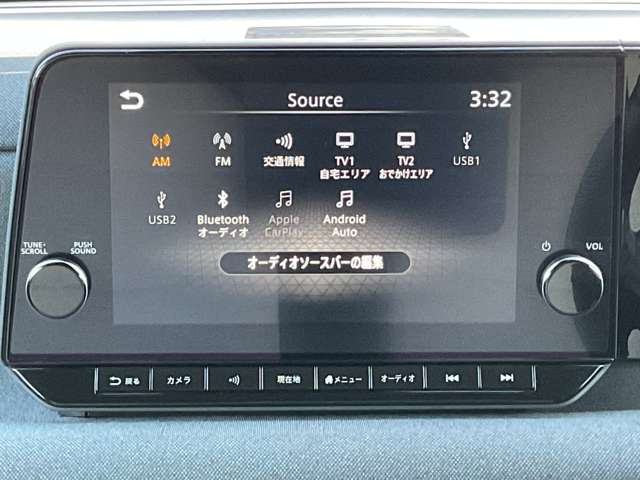 Source
3:32
AM
FM
交通情報
TV1
自宅エリア
TV2
おでかけエリア
USB1
USB2
Bluetooth
オーディオ
Apple
CarPlay
Android
Auto
オーディオソースバーの編集
TUNE・
SCROLL
PUSH
SOUND
VOL
戻る
カメラ
現在地
メニュー
オーディオ